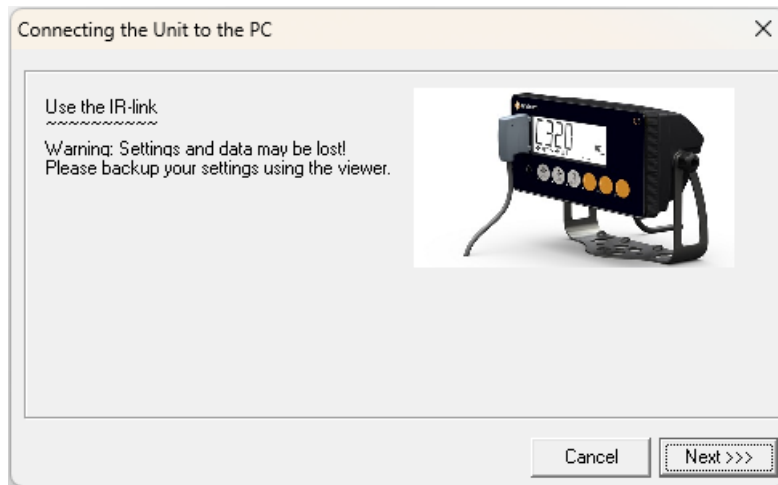 Connecting the Unit to the PC
Use the IR-link
~~~~~~~~~~
Warning: Settings and data may be lost!
Please backup your settings using the viewer.
C320
Cancel
Next >>>